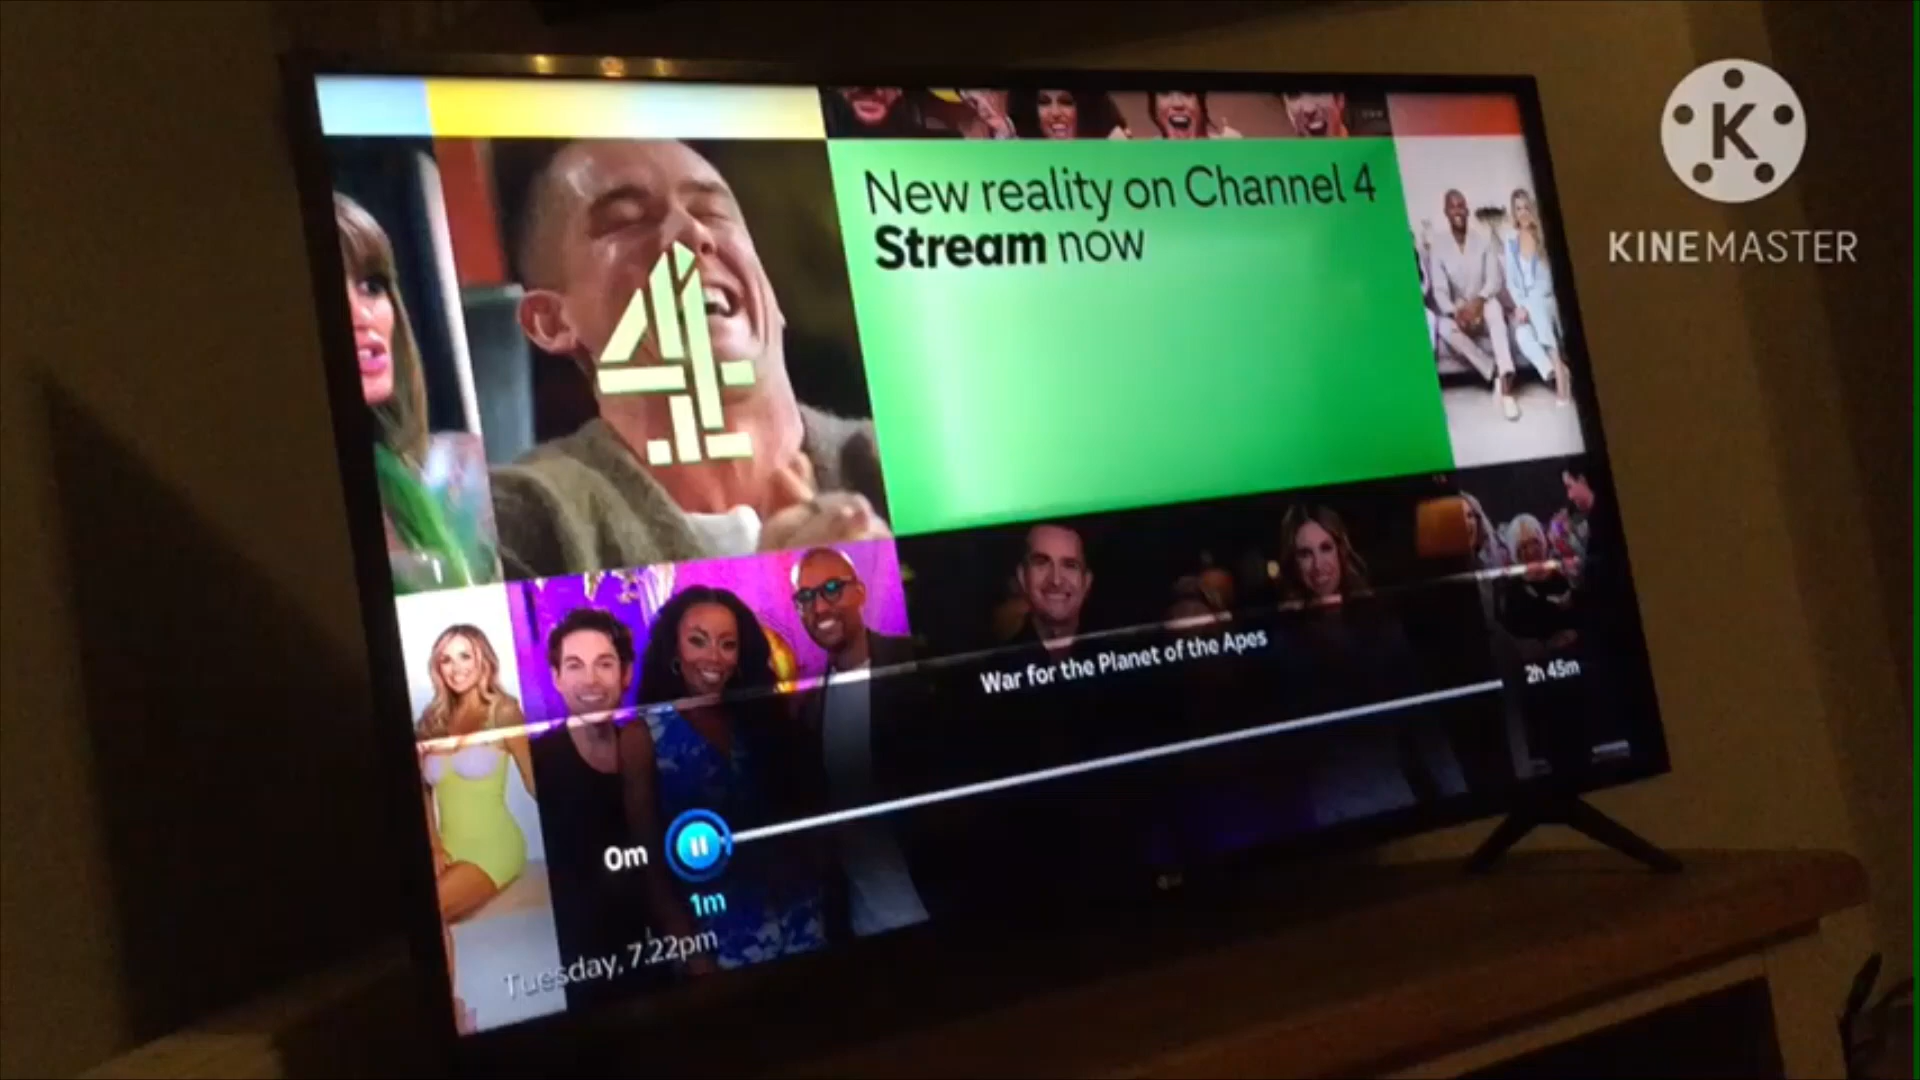 New reality on Channel 4
Stream now
K
KINEMASTER
4
War for the Planet of the Apes
2h 45m
0m
1m
Tuesday, 7.22pm